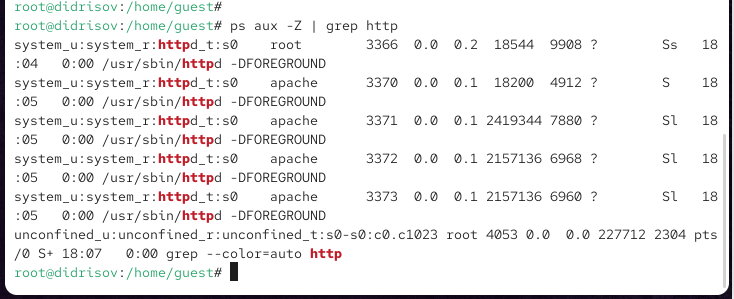 root@didrisov:/home/guest#
root@didrisov:/home/guest# ps aux -Z | grep http
system_u:system_r:httpd_t:s0    root       3366  0.0  0.2  18544  9908 ?        Ss   18
:04   0:00 /usr/sbin/httpd -DFOREGROUND
system_u:system_r:httpd_t:s0    apache     3370  0.0  0.1  18200  4912 ?        S    18
:05   0:00 /usr/sbin/httpd -DFOREGROUND
system_u:system_r:httpd_t:s0    apache     3371  0.0  0.1 2419344 7880 ?        Sl   18
:05   0:00 /usr/sbin/httpd -DFOREGROUND
system_u:system_r:httpd_t:s0    apache     3372  0.0  0.1 2157136 6968 ?        Sl   18
:05   0:00 /usr/sbin/httpd -DFOREGROUND
system_u:system_r:httpd_t:s0    apache     3373  0.0  0.1 2157136 6960 ?        Sl   18
:05   0:00 /usr/sbin/httpd -DFOREGROUND
unconfined_u:unconfined_r:unconfined_t:s0-s0:c0.c1023 root 4053 0.0  0.0 227712 2304 pts
/0 S+ 18:07   0:00 grep --color=auto http
root@didrisov:/home/guest#